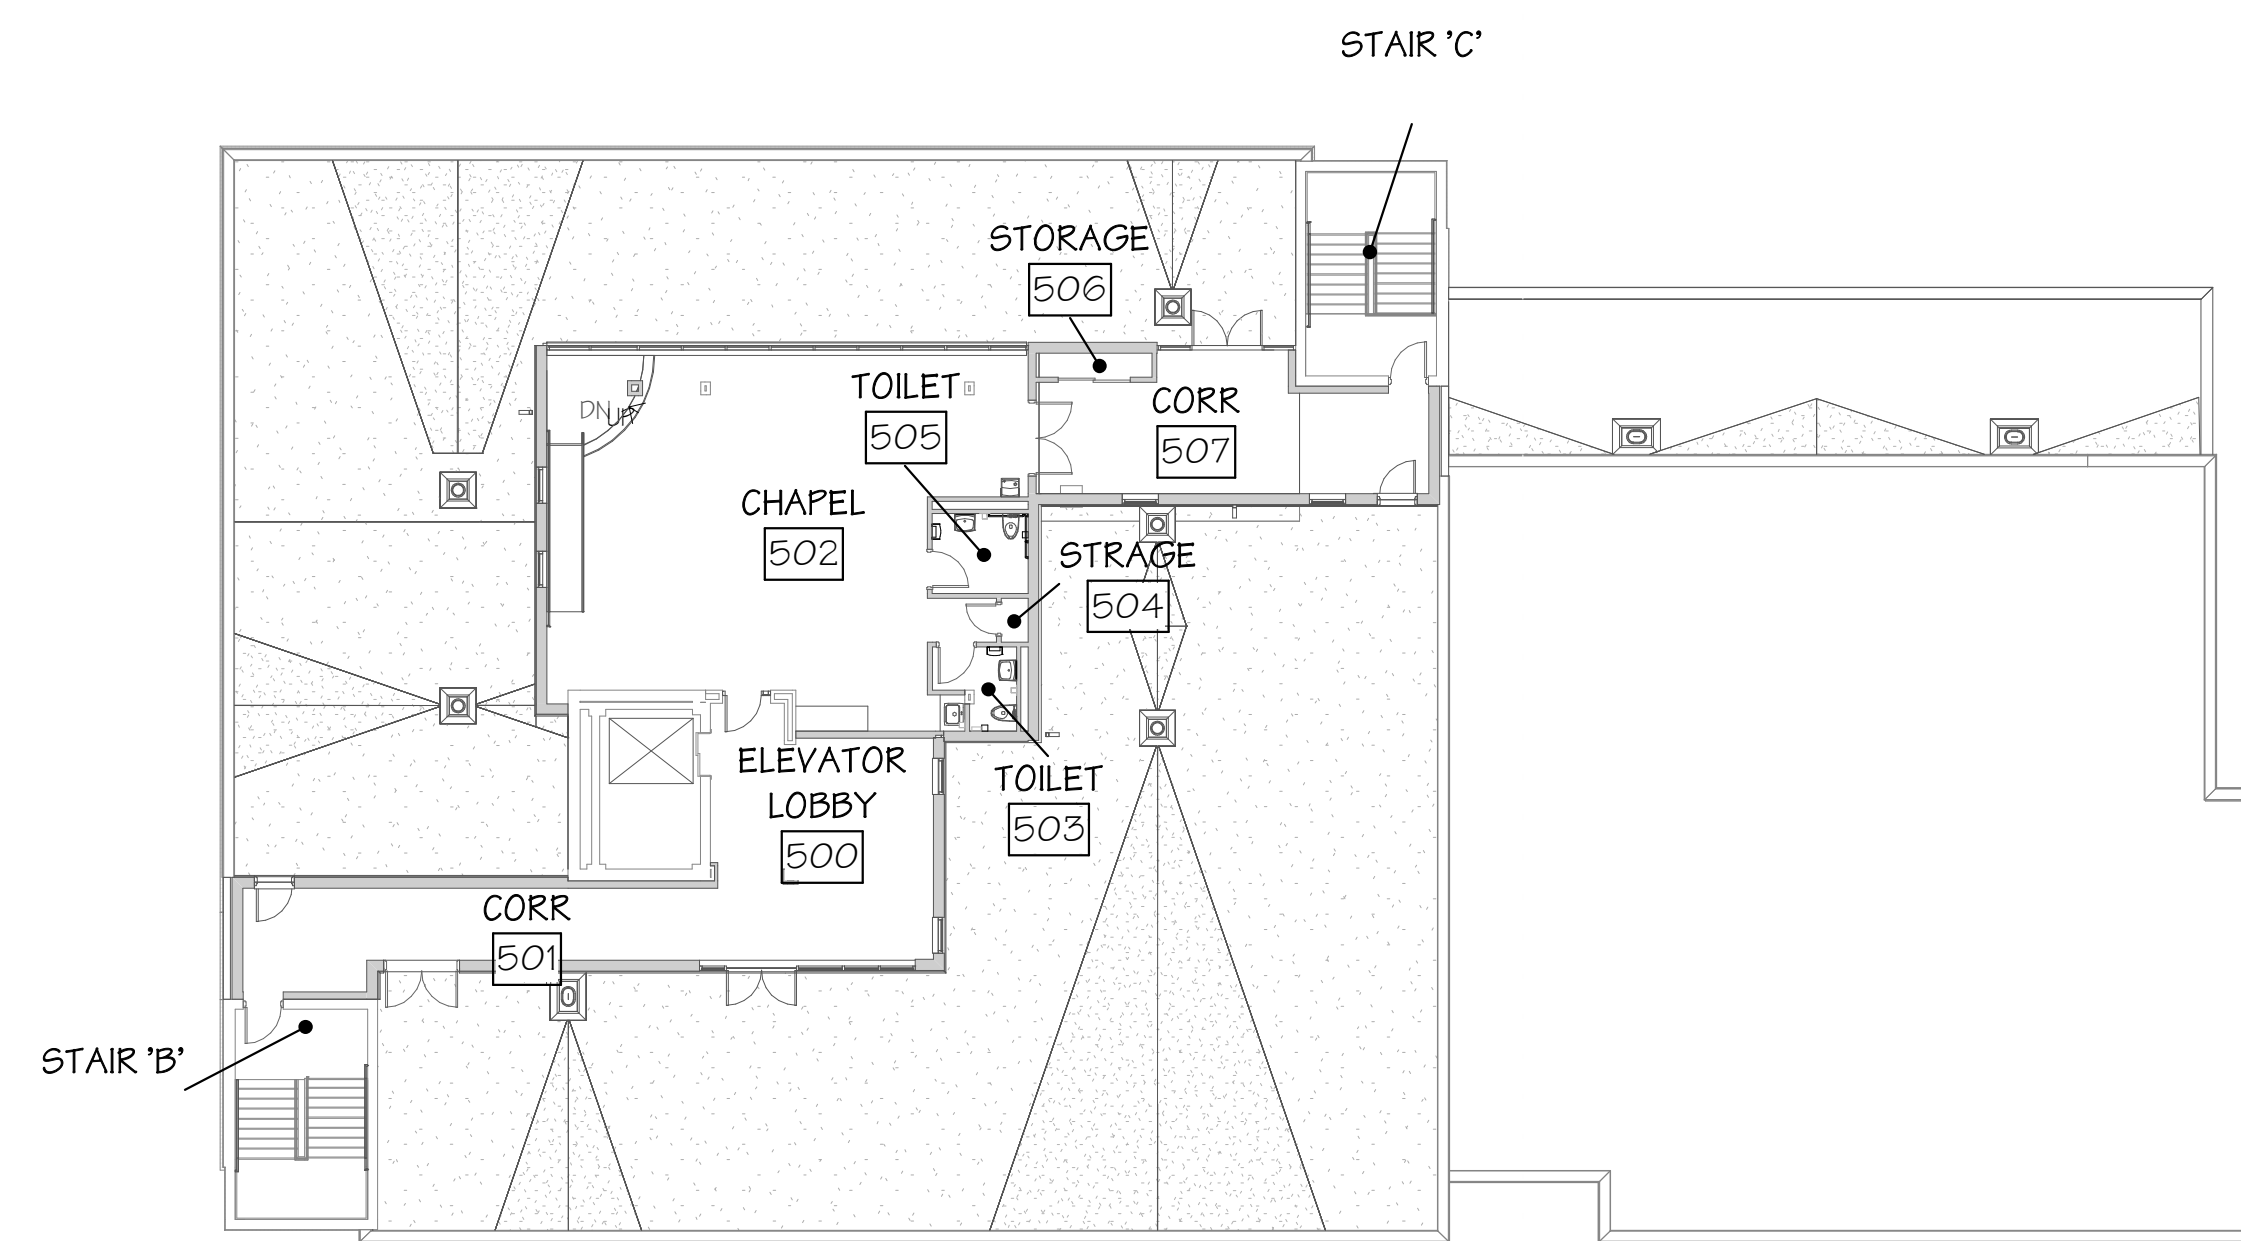 STAIR 'C'
STORAGE
506
TOILET
505
CORR
507
DN
UP
CHAPEL
502
STRAGE
504
ELEVATOR
LOBBY
500
TOILET
503
CORR
501
STAIR 'B'